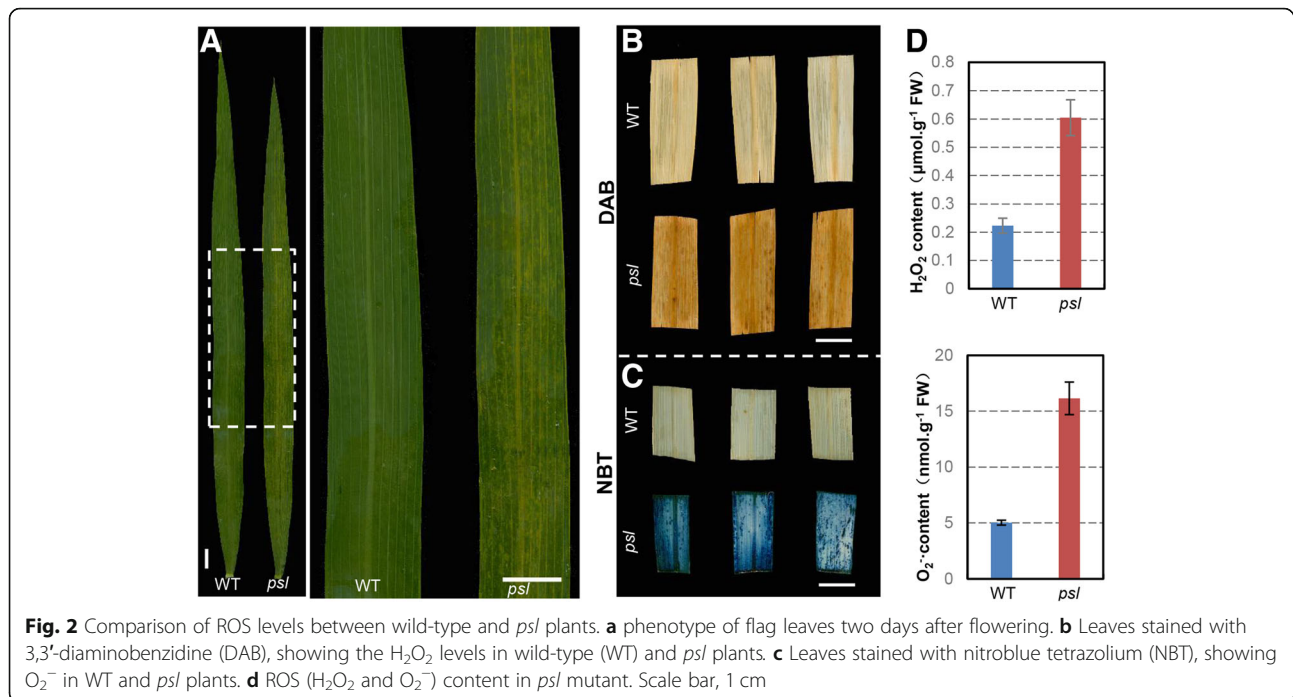 A
WT
psl
WT
psl
B
WT
psl
DAB
C
WT
psl
NBT
D
H₂O₂ content (μmol.g⁻¹ FW)
0.8
0.7
0.6
0.5
0.4
0.3
0.2
0.1
0
WT
psl
O₂⁻·content (nmol.g⁻¹ FW)
20
15
10
5
0
WT
psl
Fig. 2 Comparison of ROS levels between wild-type and psl plants. a phenotype of flag leaves two days after flowering. b Leaves stained with
3,3′-diaminobenzidine (DAB), showing the H₂O₂ levels in wild-type (WT) and psl plants. c Leaves stained with nitroblue tetrazolium (NBT), showing
O₂⁻ in WT and psl plants. d ROS (H₂O₂ and O₂⁻) content in psl mutant. Scale bar, 1 cm